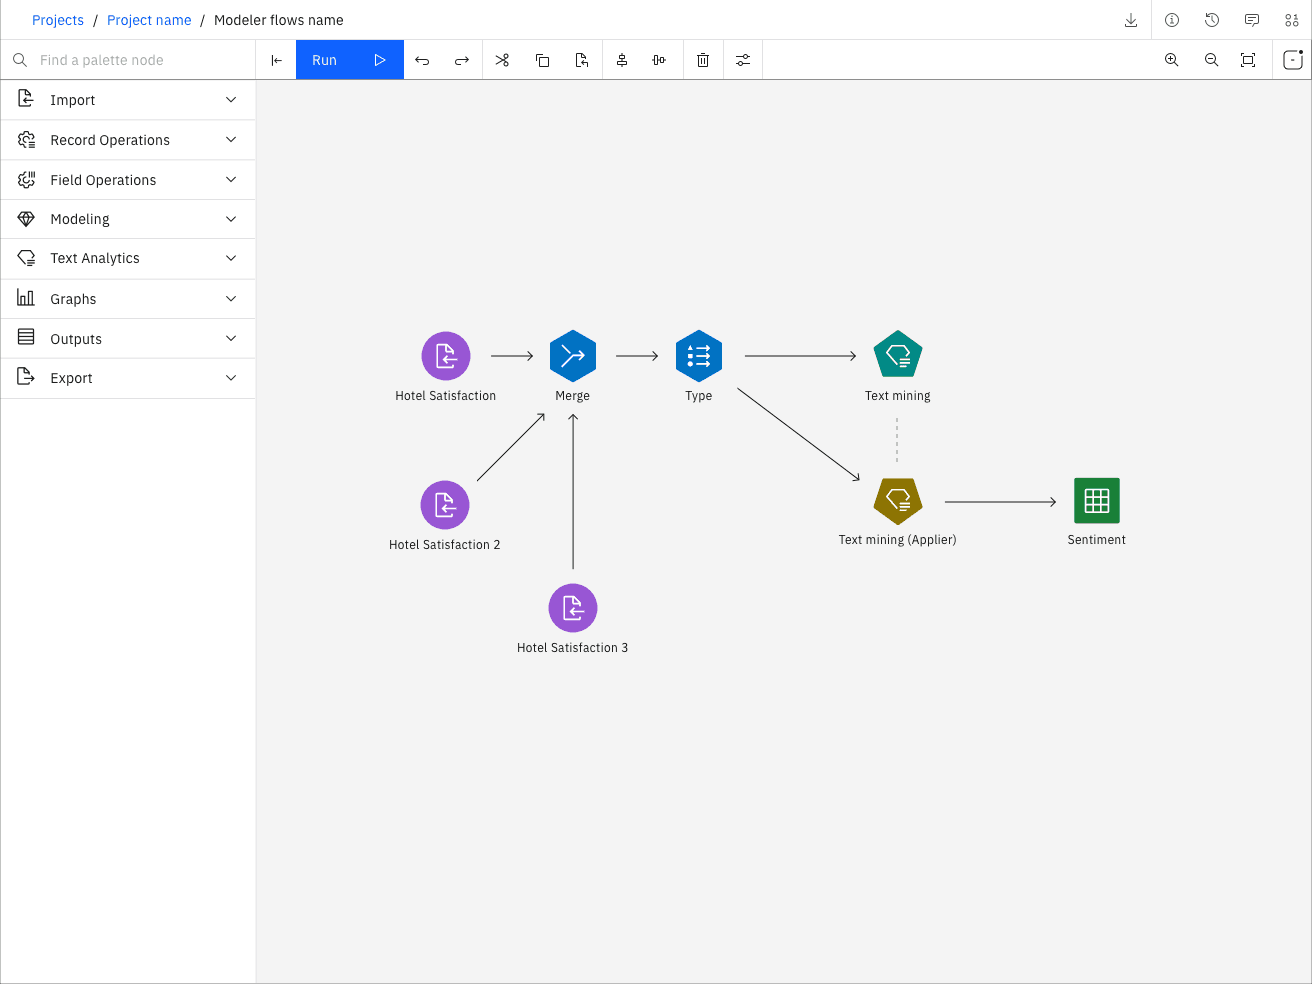 Projects / Project name / Modeler flows name
Find a palette node
Run
Import
Record Operations
Field Operations
Modeling
Text Analytics
Graphs
Outputs
Export
Hotel Satisfaction
Merge
Type
Text mining
Hotel Satisfaction 2
Text mining (Applier)
Sentiment
Hotel Satisfaction 3